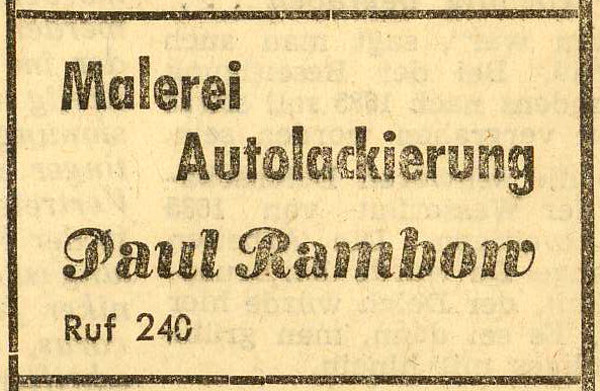 Malerei
Autolackierung
Paul Rambow
Ruf 240